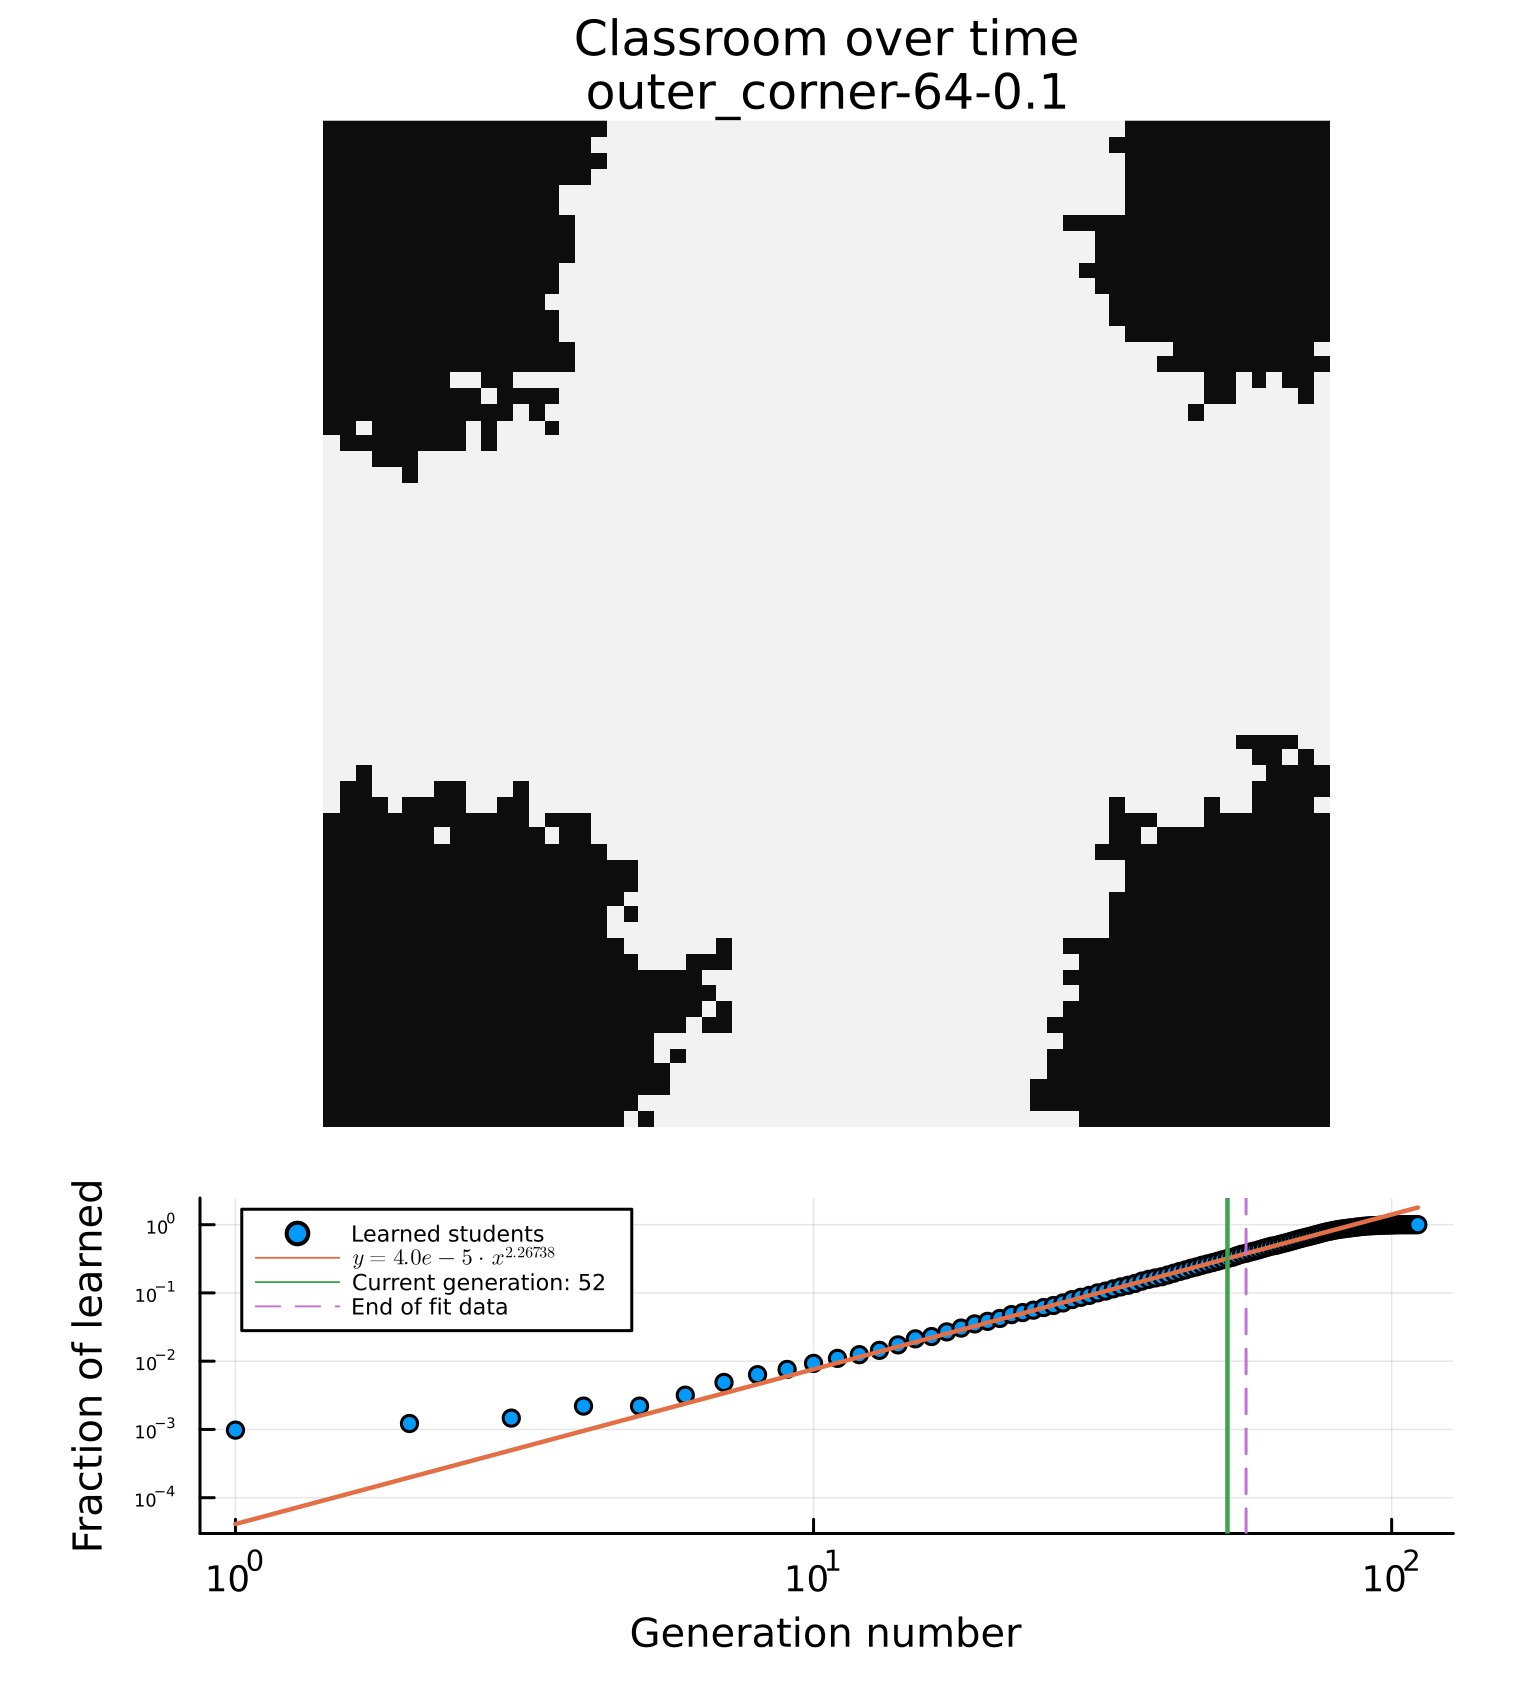 Classroom over time
outer_corner-64-0.1
Fraction of learned
10^0
10^−1
10^−2
10^−3
10^−4
Learned students
y = 4.0e − 5 · x^2.26738
Current generation: 52
End of fit data
10^0
10^1
10^2
Generation number